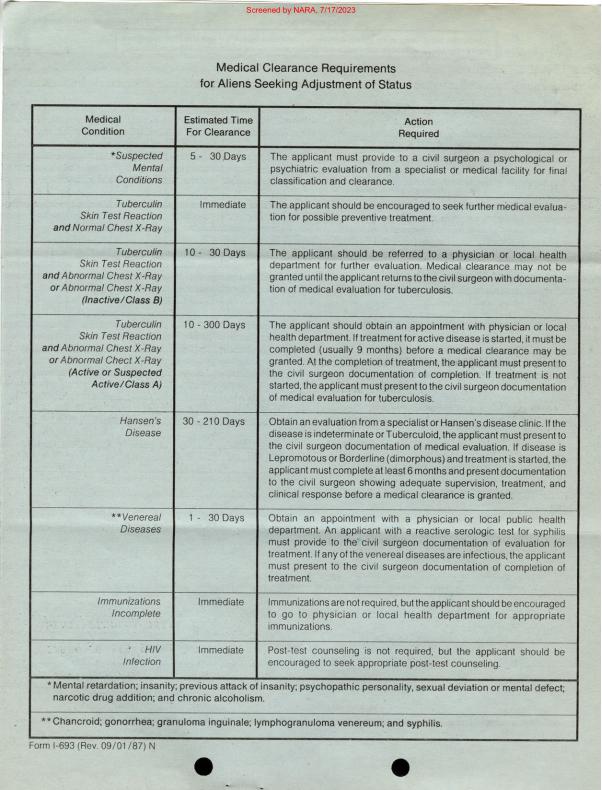 Screened by NARA, 7/17/2023
Medical Clearance Requirements
for Aliens Seeking Adjustment of Status
Medical
Condition
Estimated Time
For Clearance
Action
Required
*Suspected
Mental
Conditions
5 - 30 Days
The applicant must provide to a civil surgeon a psychological or
psychiatric evaluation from a specialist or medical facility for final
classification and clearance.
Tuberculin
Skin Test Reaction
and Normal Chest X-Ray
Immediate
The applicant should be encouraged to seek further medical evalua-
tion for possible preventive treatment.
Tuberculin
Skin Test Reaction
and Abnormal Chest X-Ray
or Abnormal Chest X-Ray
(Inactive/Class B)
10 - 30 Days
The applicant should be referred to a physician or local health
department for further evaluation. Medical clearance may not be
granted until the applicant returns to the civil surgeon with documenta-
tion of medical evaluation for tuberculosis.
Tuberculin
Skin Test Reaction
and Abnormal Chest X-Ray
or Abnormal Chest X-Ray
(Active or Suspected
Active/Class A)
10 - 300 Days
The applicant should obtain an appointment with physician or local
health department. If treatment for active disease is started, it must be
completed (usually 9 months) before a medical clearance may be
granted. At the completion of treatment, the applicant must present to
the civil surgeon documentation of completion. If treatment is not
started, the applicant must present to the civil surgeon documentation
of medical evaluation for tuberculosis.
Hansen's
Disease
30 - 210 Days
Obtain an evaluation from a specialist or Hansen's disease clinic. If the
disease is indeterminate or Tuberculoid, the applicant must present to
the civil surgeon documentation of medical evaluation. If disease is
Lepromotous or Borderline (dimorphous) and treatment is started, the
applicant must complete at least 6 months and present documentation
to the civil surgeon showing adequate supervision, treatment, and
clinical response before a medical clearance is granted.
**Venereal
Diseases
1 - 30 Days
Obtain an appointment with a physician or local public health
department. An applicant with a reactive serologic test for syphilis
must provide to the civil surgeon documentation of evaluation for
treatment. If any of the venereal diseases are infectious, the applicant
must present to the civil surgeon documentation of completion of
treatment.
Immunizations
Incomplete
Immediate
Immunizations are not required, but the applicant should be encouraged
to go to physician or local health department for appropriate
immunizations.
HIV
Infection
Immediate
Post-test counseling is not required, but the applicant should be
encouraged to seek appropriate post-test counseling.
* Mental retardation; insanity; previous attack of insanity; psychopathic personality, sexual deviation or mental defect;
narcotic drug addition; and chronic alcoholism.
** Chancroid; gonorrhea; granuloma inguinale; lymphogranuloma venereum; and syphilis.
Form I-693 (Rev. 09/01/87) N